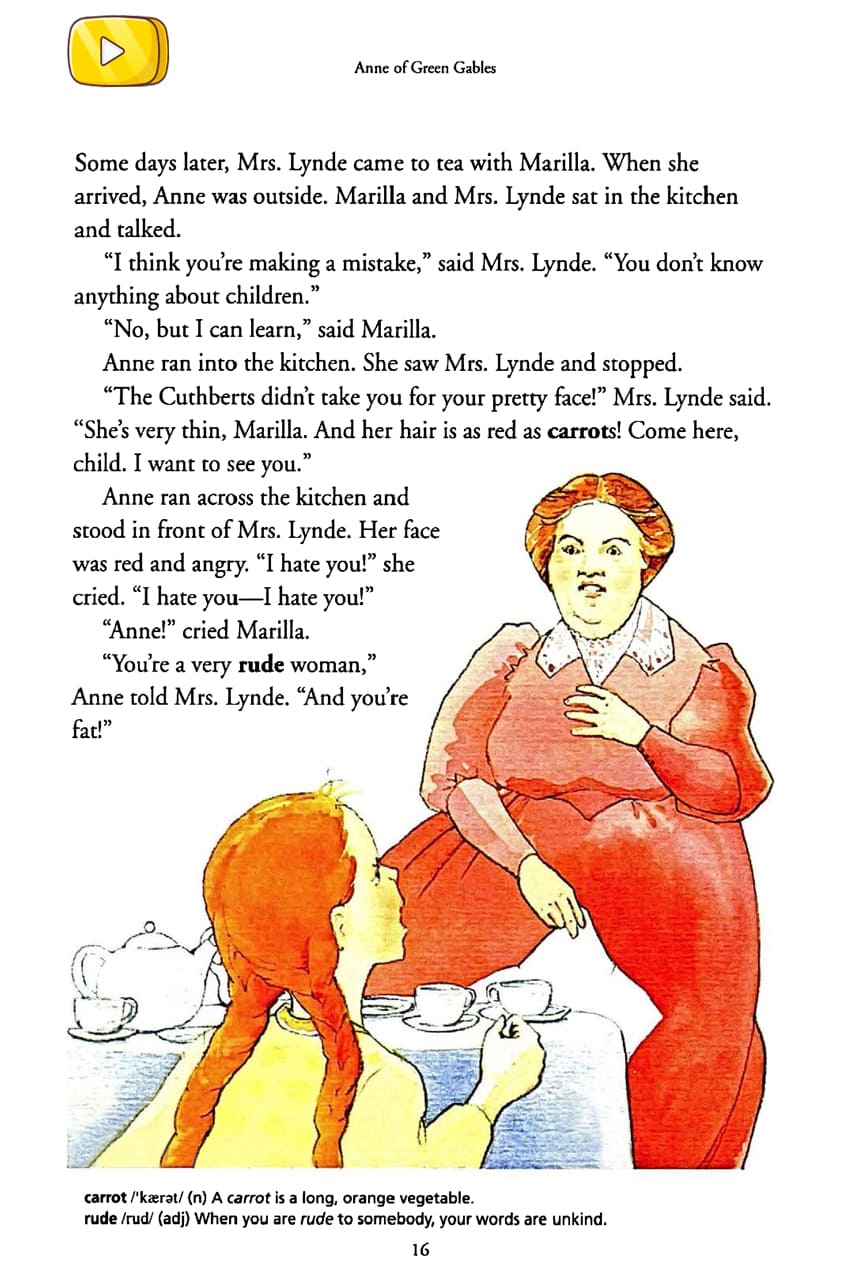 Anne of Green Gables
Some days later, Mrs. Lynde came to tea with Marilla. When she
arrived, Anne was outside. Marilla and Mrs. Lynde sat in the kitchen
and talked.
“I think you’re making a mistake,” said Mrs. Lynde. “You don’t know
anything about children.”
“No, but I can learn,” said Marilla.
Anne ran into the kitchen. She saw Mrs. Lynde and stopped.
“The Cuthberts didn’t take you for your pretty face!” Mrs. Lynde said.
“She’s very thin, Marilla. And her hair is as red as carrots! Come here,
child. I want to see you.”
Anne ran across the kitchen and
stood in front of Mrs. Lynde. Her face
was red and angry. “I hate you!” she
cried. “I hate you—I hate you!”
“Anne!” cried Marilla.
“You’re a very rude woman,”
Anne told Mrs. Lynde. “And you’re
fat!”
carrot /ˈkærət/ (n) A carrot is a long, orange vegetable.
rude /rud/ (adj) When you are rude to somebody, your words are unkind.
16